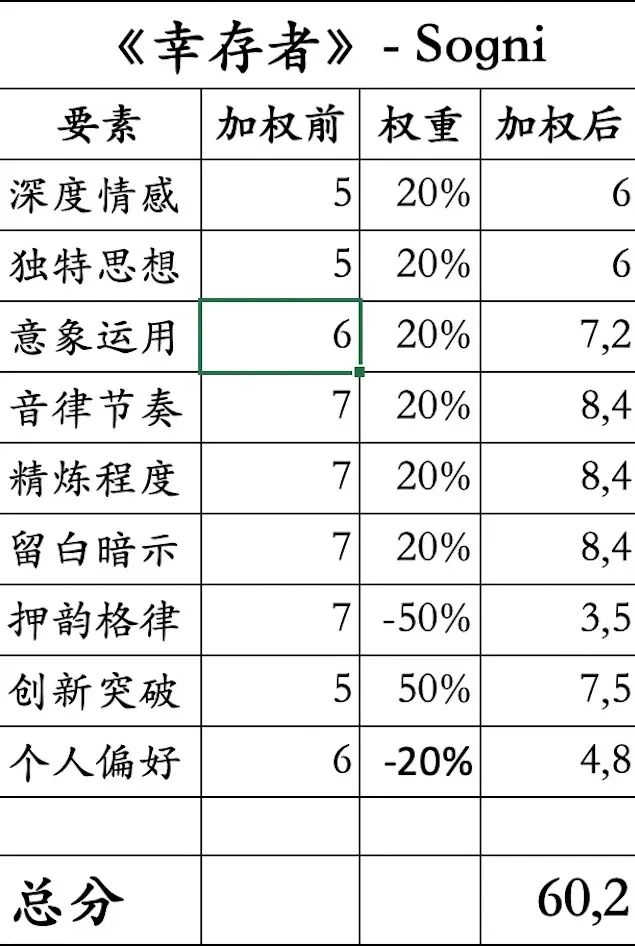 《幸存者》 - Sogni
要素 加权前 权重 加权后
深度情感 5 20% 6
独特思想 5 20% 6
意象运用 6 20% 7,2
音律节奏 7 20% 8,4
精炼程度 7 20% 8,4
留白暗示 7 20% 8,4
押韵格律 7 -50% 3,5
创新突破 5 50% 7,5
个人偏好 6 -20% 4,8
总分 60,2